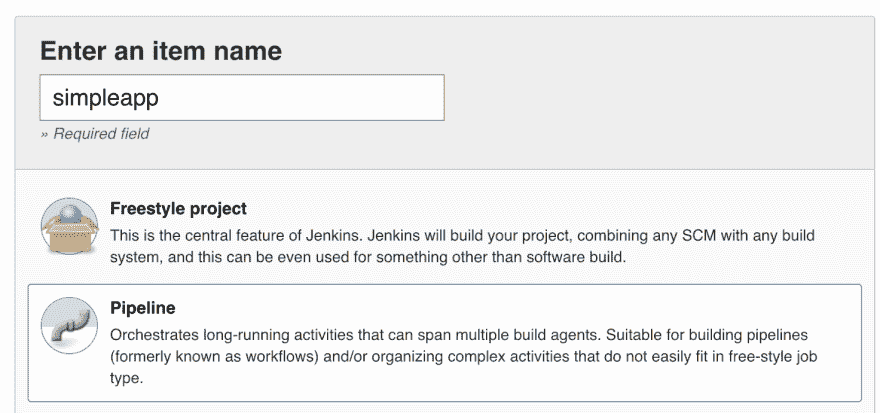 Enter an item name
simpleapp
» Required field
Freestyle project
This is the central feature of Jenkins. Jenkins will build your project, combining any SCM with any build
system, and this can be even used for something other than software build.
Pipeline
Orchestrates long-running activities that can span multiple build agents. Suitable for building pipelines
(formerly known as workflows) and/or organizing complex activities that do not easily fit in free-style job
type.